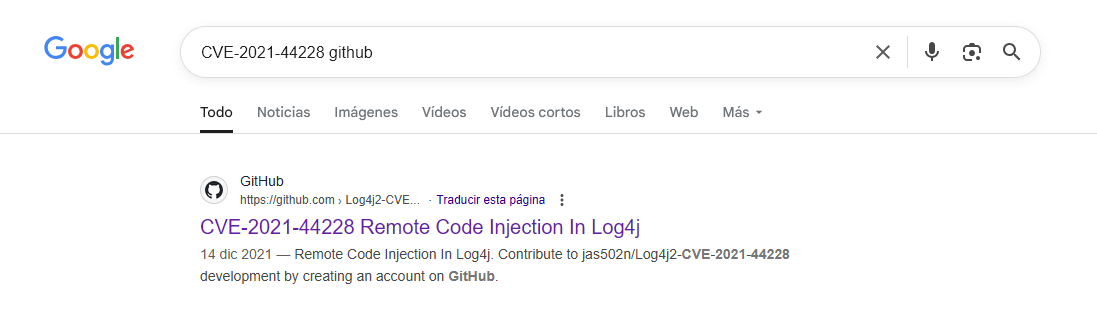 Google
CVE-2021-44228 github
Todo Noticias Imágenes Vídeos Vídeos cortos Libros Web Más
GitHub
https://github.com › Log4j2-CVE... · Traducir esta página
CVE-2021-44228 Remote Code Injection In Log4j
14 dic 2021 — Remote Code Injection In Log4j. Contribute to jas502n/Log4j2-CVE-2021-44228
development by creating an account on GitHub.